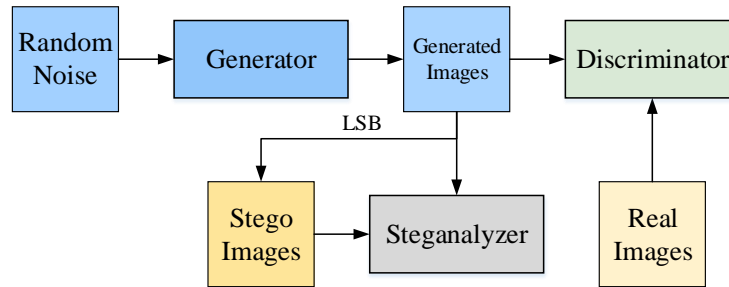 Random
Noise
Generator
Generated
Images
Discriminator
LSB
Stego
Images
Steganalyzer
Real
Images